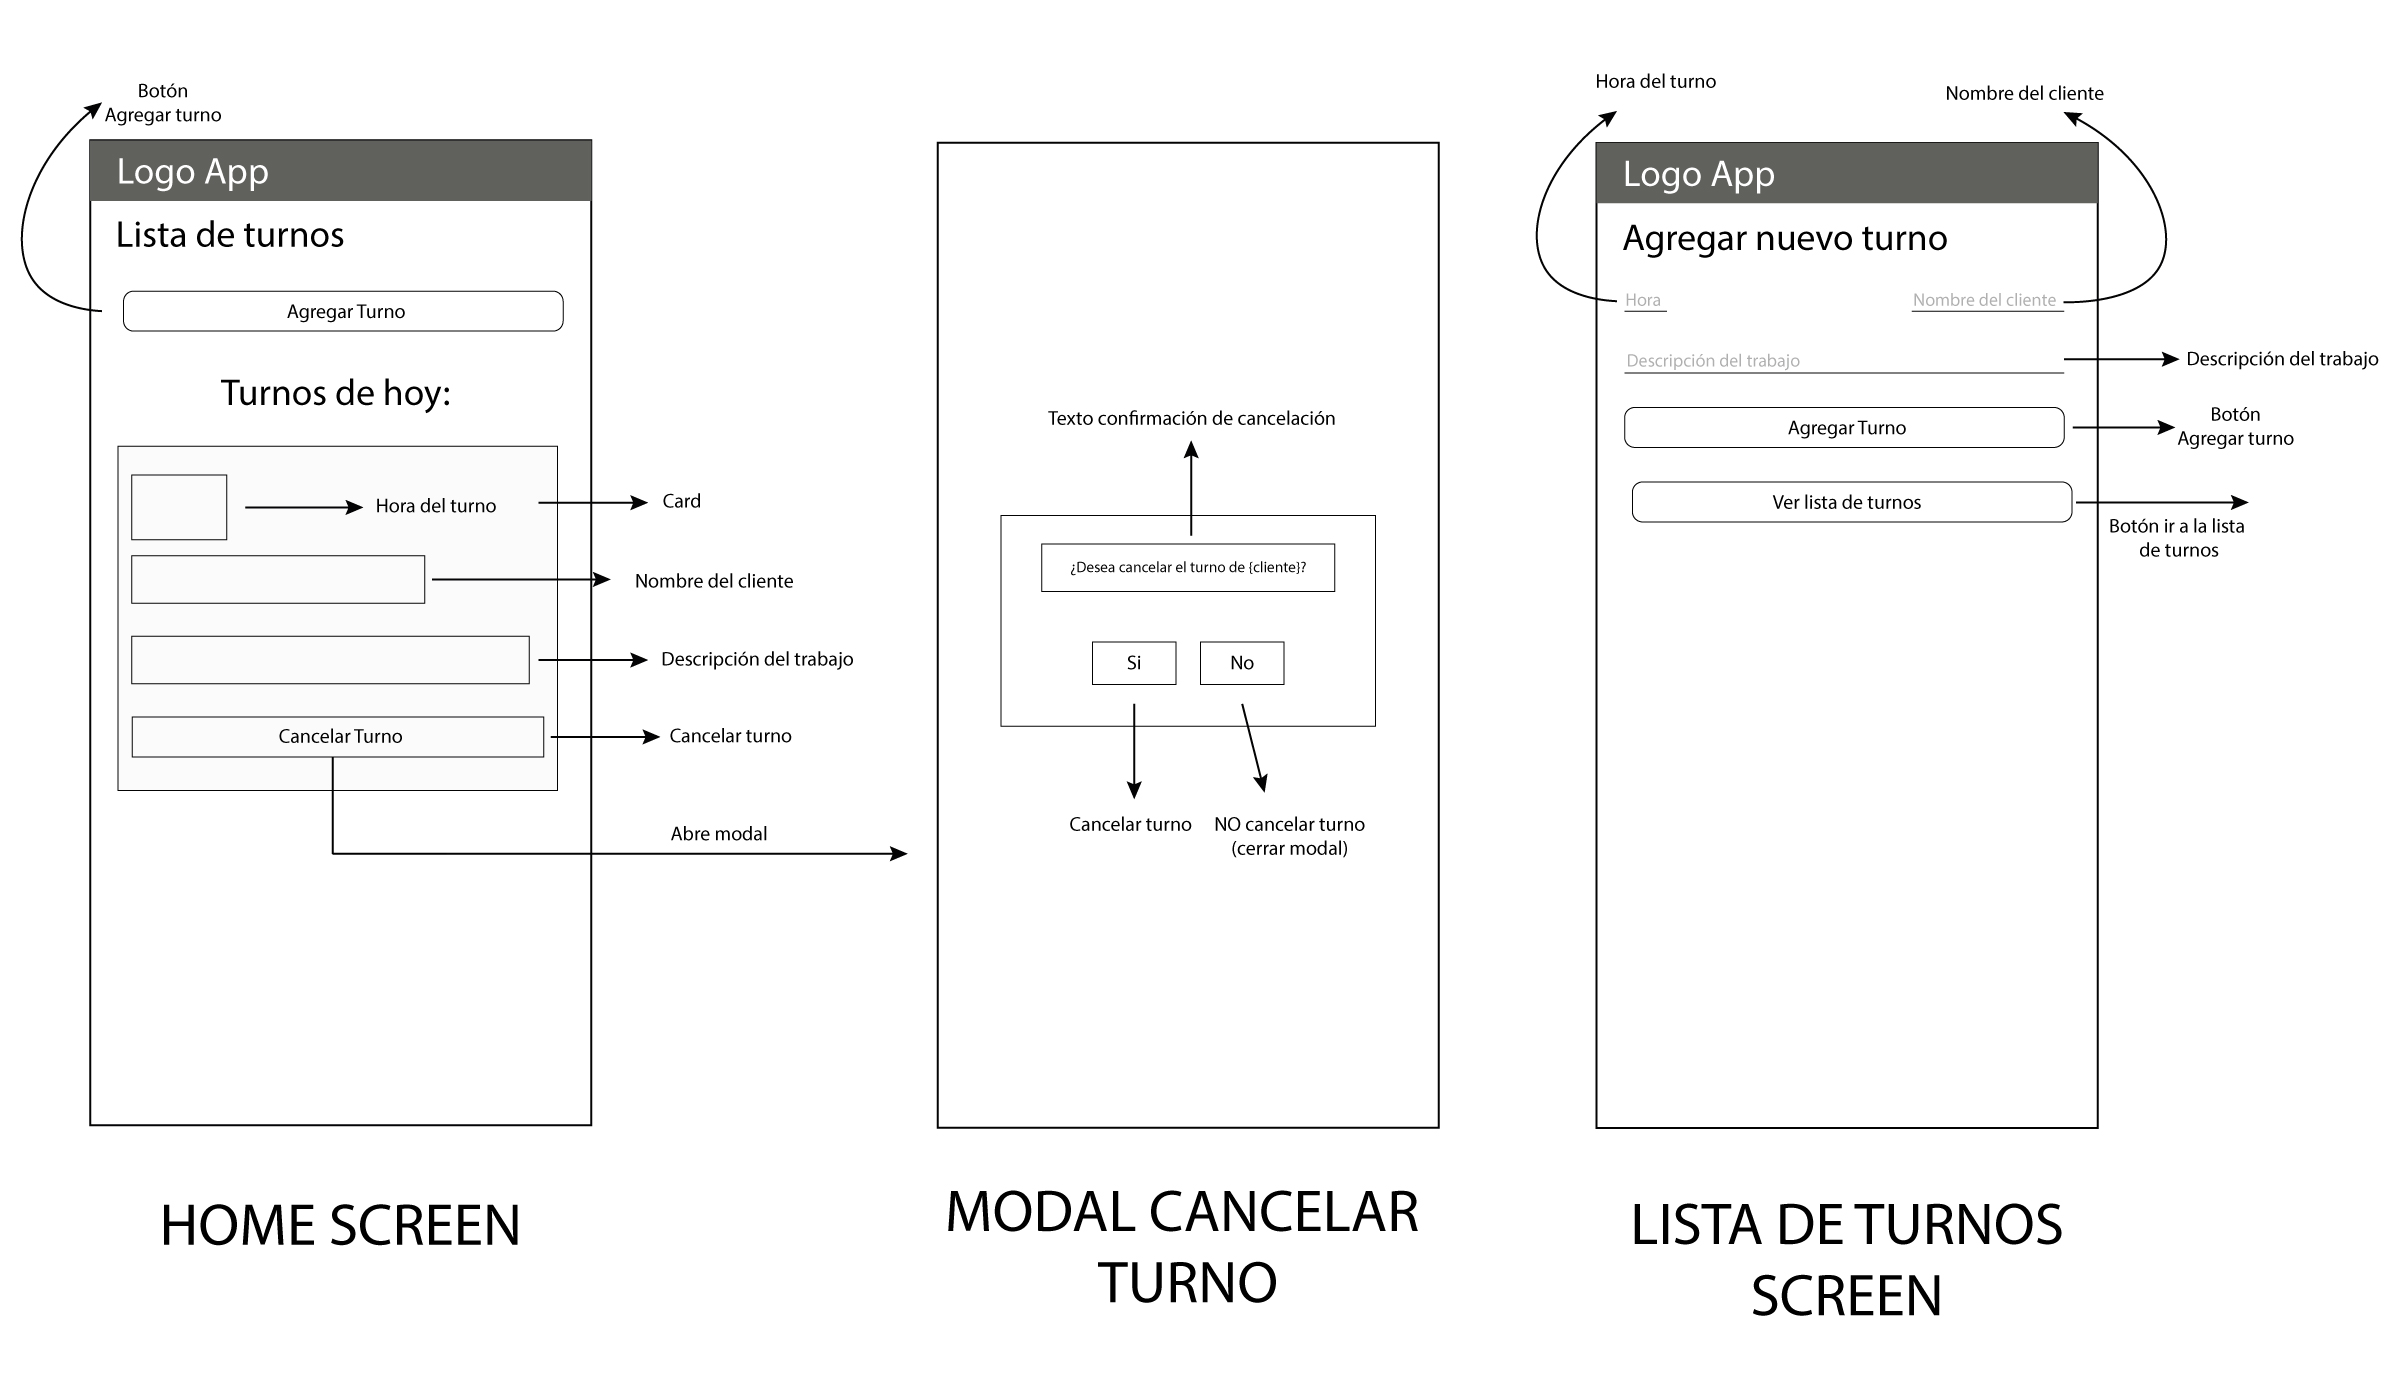 Botón
Agregar turno
Logo App
Lista de turnos
Agregar Turno
Turnos de hoy:
Hora del turno
Card
Nombre del cliente
Descripción del trabajo
Cancelar Turno
Cancelar turno
Abre modal
HOME SCREEN
Texto confirmación de cancelación
¿Desea cancelar el turno de {cliente}?
Si
No
Cancelar turno
NO cancelar turno
(cerrar modal)
MODAL CANCELAR
TURNO
Hora del turno
Nombre del cliente
Logo App
Agregar nuevo turno
Hora
Nombre del cliente
Descripción del trabajo
Descripción del trabajo
Agregar Turno
Botón
Agregar turno
Ver lista de turnos
Botón ir a la lista
de turnos
LISTA DE TURNOS
SCREEN